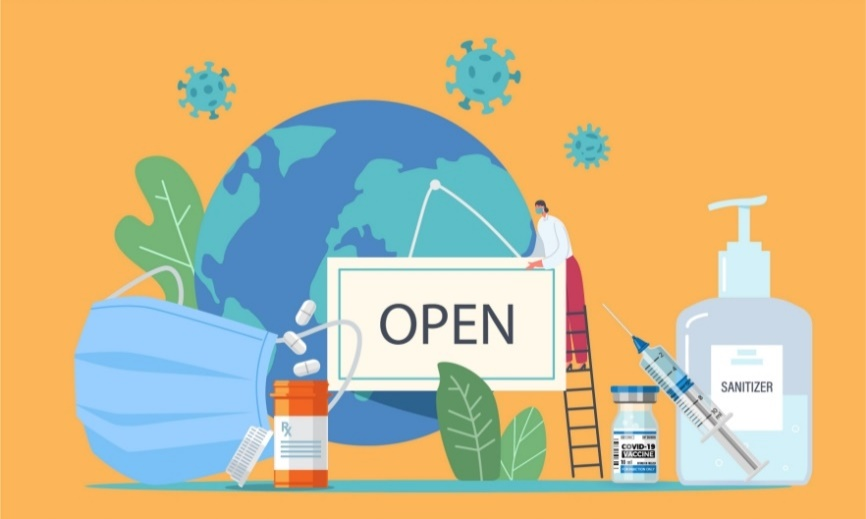 OPEN
Rx
SANITIZER
COVID-19
VACCINE